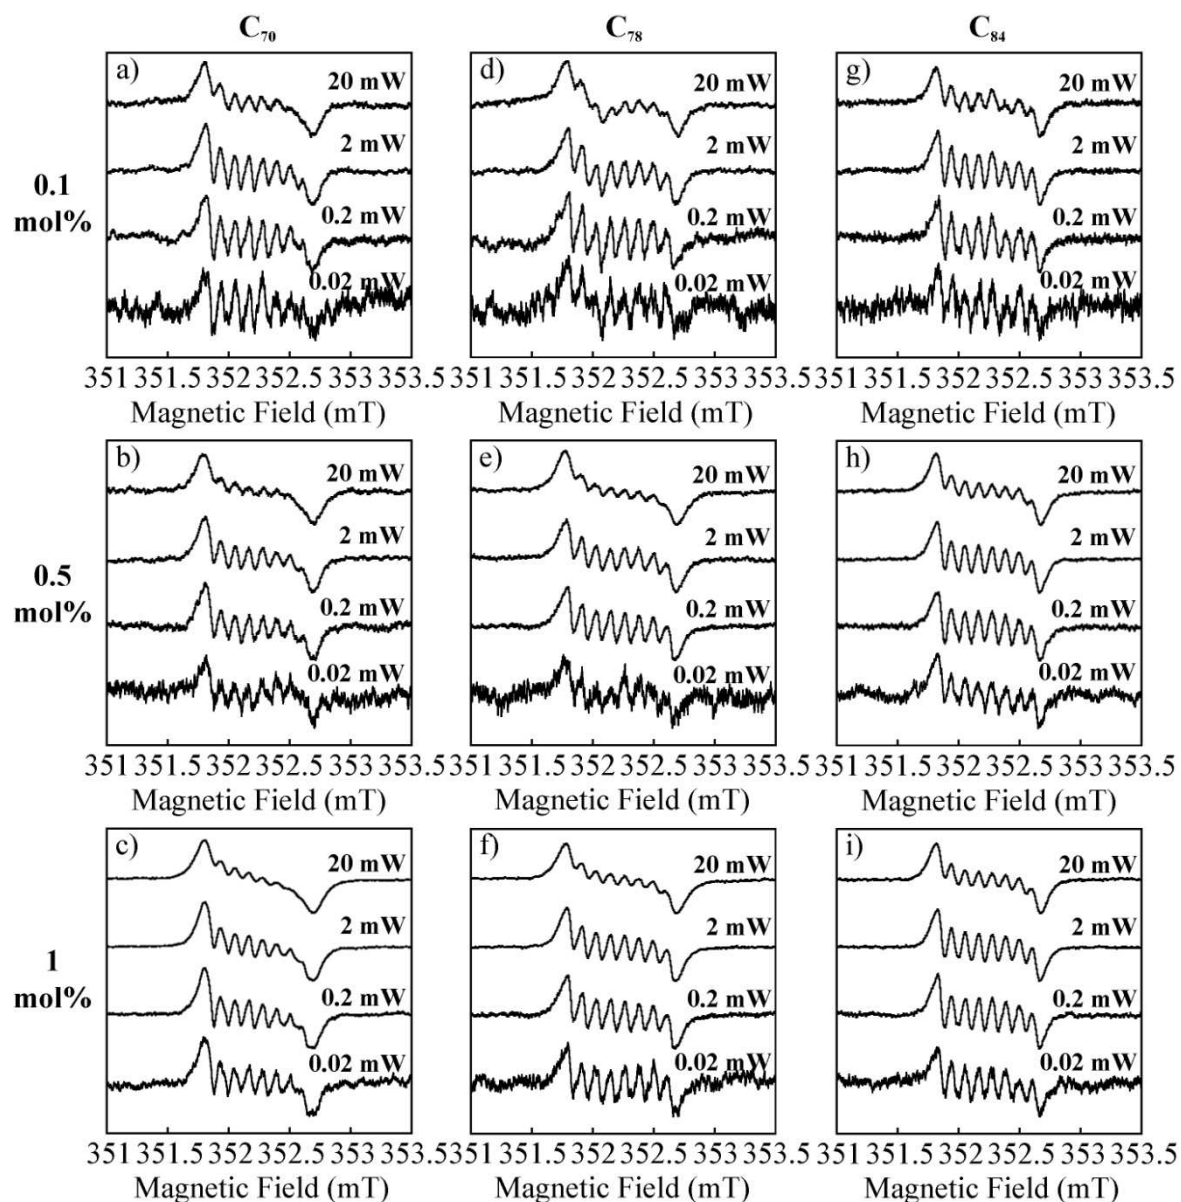 C₇₀ C₇₈ C₈₄
a) d) g)
20 mW 20 mW 20 mW
2 mW 2 mW 2 mW
0.1
mol%
0.2 mW 0.2 mW 0.2 mW
0.02 mW 0.02 mW 0.02 mW
351 351.5 352 352.5 353 353.5 351 351.5 352 352.5 353 353.5 351 351.5 352 352.5 353 353.5
Magnetic Field (mT) Magnetic Field (mT) Magnetic Field (mT)
b) e) h)
20 mW 20 mW 20 mW
2 mW 2 mW 2 mW
0.5
mol%
0.2 mW 0.2 mW 0.2 mW
0.02 mW 0.02 mW 0.02 mW
351 351.5 352 352.5 353 353.5 351 351.5 352 352.5 353 353.5 351 351.5 352 352.5 353 353.5
Magnetic Field (mT) Magnetic Field (mT) Magnetic Field (mT)
c) f) i)
20 mW 20 mW 20 mW
2 mW 2 mW 2 mW
1
mol%
0.2 mW 0.2 mW 0.2 mW
0.02 mW 0.02 mW 0.02 mW
351 351.5 352 352.5 353 353.5 351 351.5 352 352.5 353 353.5 351 351.5 352 352.5 353 353.5
Magnetic Field (mT) Magnetic Field (mT) Magnetic Field (mT)